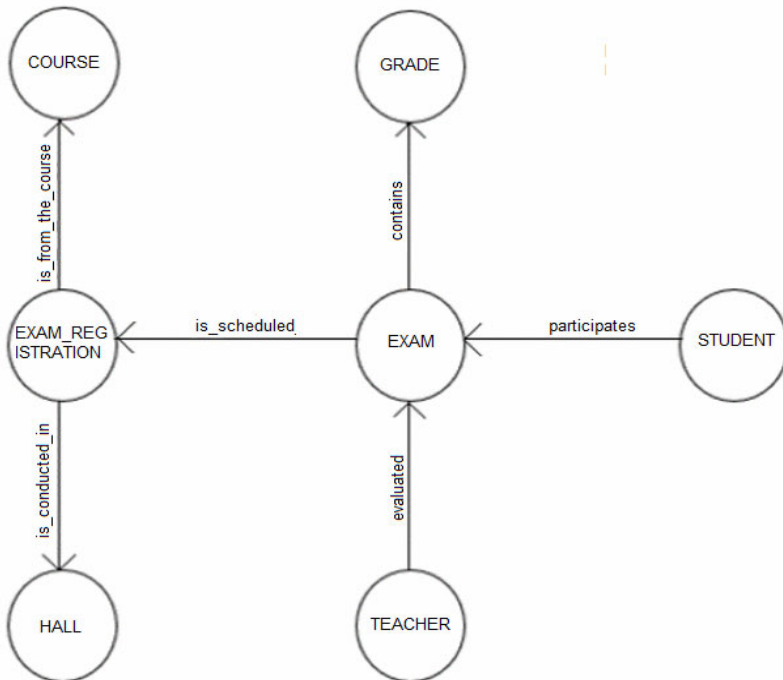 COURSE
GRADE
is_from_the_course
contains
EXAM_REG
ISTRATION
is_scheduled
EXAM
participates
STUDENT
is_conducted_in
evaluated
HALL
TEACHER